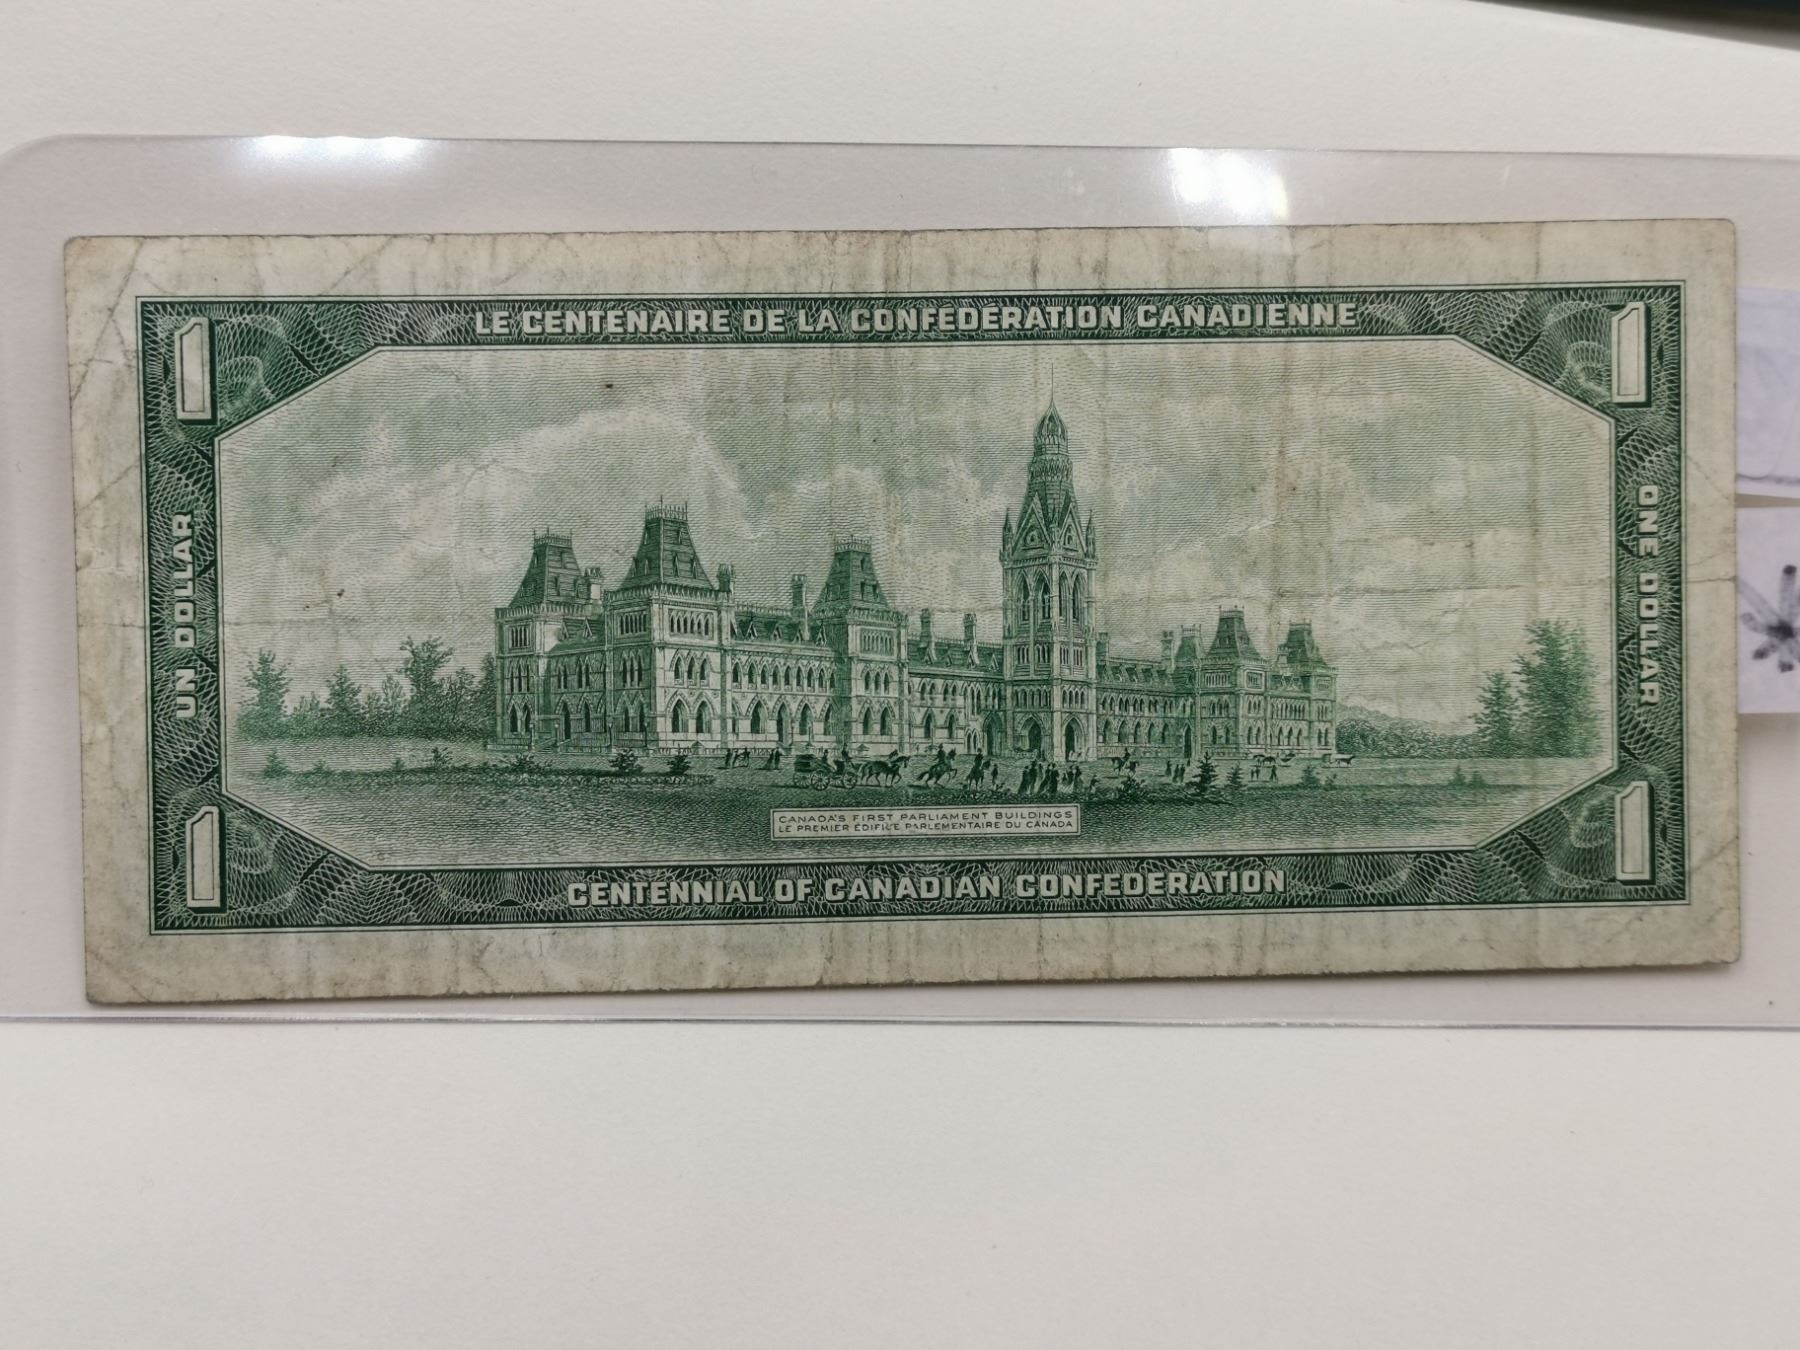 1 LE CENTENAIRE DE LA CONFÉDÉRATION CANADIENNE 1
UN DOLLAR
ONE DOLLAR
CANADA'S FIRST PARLIAMENT BUILDINGS
LE PREMIER ÉDIFICE PARLEMENTAIRE DU CANADA
1 CENTENNIAL OF CANADIAN CONFEDERATION 1